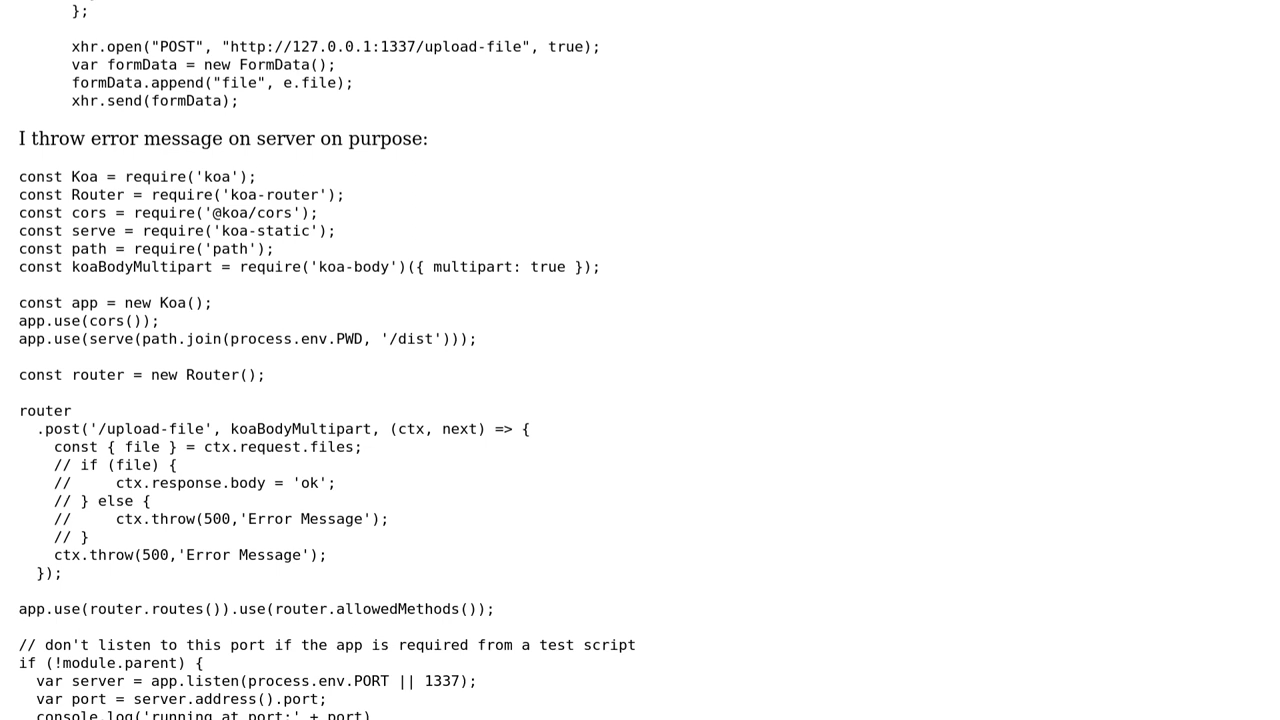 };
xhr.open("POST", "http://127.0.0.1:1337/upload-file", true);
var formData = new FormData();
formData.append("file", e.file);
xhr.send(formData);
I throw error message on server on purpose:
const Koa = require('koa');
const Router = require('koa-router');
const cors = require('@koa/cors');
const serve = require('koa-static');
const path = require('path');
const koaBodyMultipart = require('koa-body')({ multipart: true });
const app = new Koa();
app.use(cors());
app.use(serve(path.join(process.env.PWD, '/dist')));
const router = new Router();
router
.post('/upload-file', koaBodyMultipart, (ctx, next) => {
const { file } = ctx.request.files;
// if (file) {
//     ctx.response.body = 'ok';
// } else {
//     ctx.throw(500,'Error Message');
// }
ctx.throw(500,'Error Message');
});
app.use(router.routes()).use(router.allowedMethods());
// don't listen to this port if the app is required from a test script
if (!module.parent) {
var server = app.listen(process.env.PORT || 1337);
var port = server.address().port;
console.log('running at port:' + port)